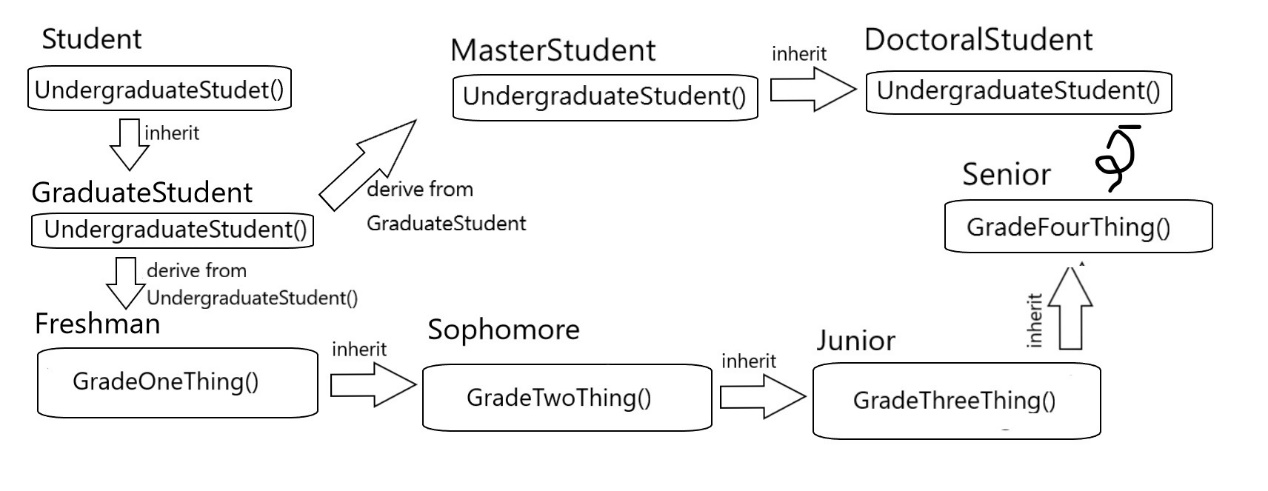 Student
UndergraduateStudet()
inherit
GraduateStudent
UndergraduateStudent()
derive from
GraduateStudent
MasterStudent
UndergraduateStudent()
inherit
DoctoralStudent
UndergraduateStudent()
derive from
UndergraduateStudent()
Freshman
GradeOneThing()
inherit
Sophomore
GradeTwoThing()
inherit
Junior
GradeThreeThing()
inherit
Senior
GradeFourThing()